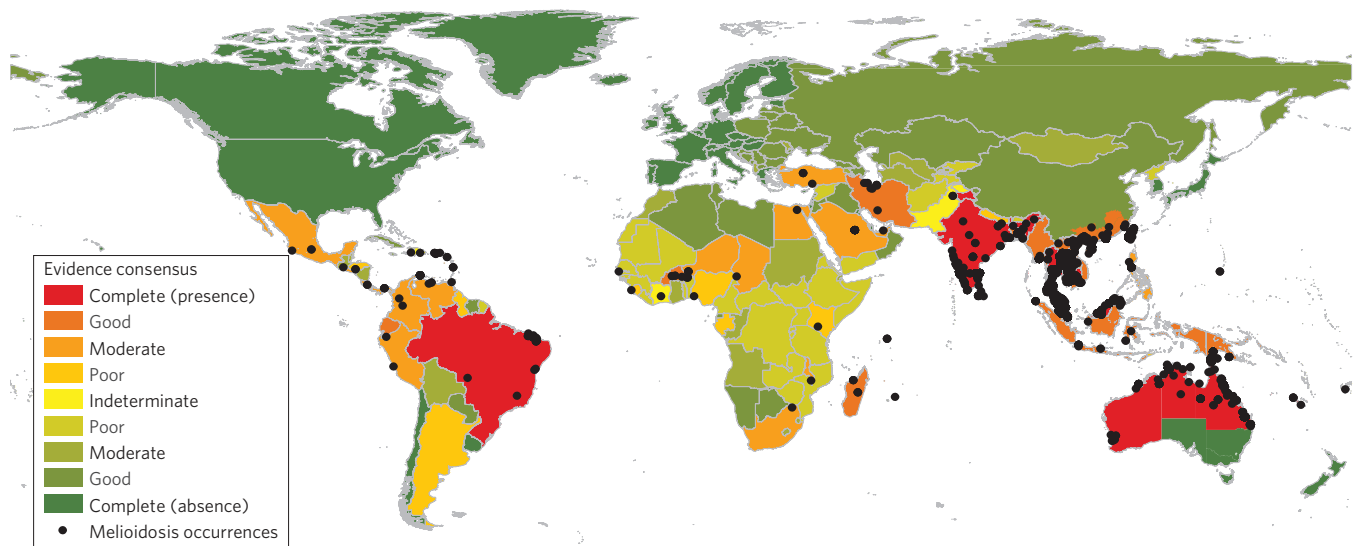 Evidence consensus
Complete (presence)
Good
Moderate
Poor
Indeterminate
Poor
Moderate
Good
Complete (absence)
Melioidosis occurrences